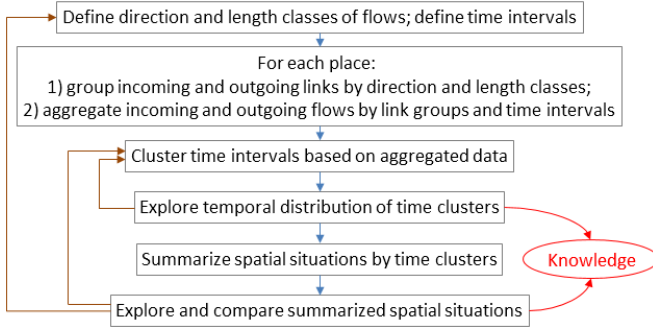 Define direction and length classes of flows; define time intervals
For each place:
1) group incoming and outgoing links by direction and length classes;
2) aggregate incoming and outgoing flows by link groups and time intervals
Cluster time intervals based on aggregated data
Explore temporal distribution of time clusters
Summarize spatial situations by time clusters
Knowledge
Explore and compare summarized spatial situations